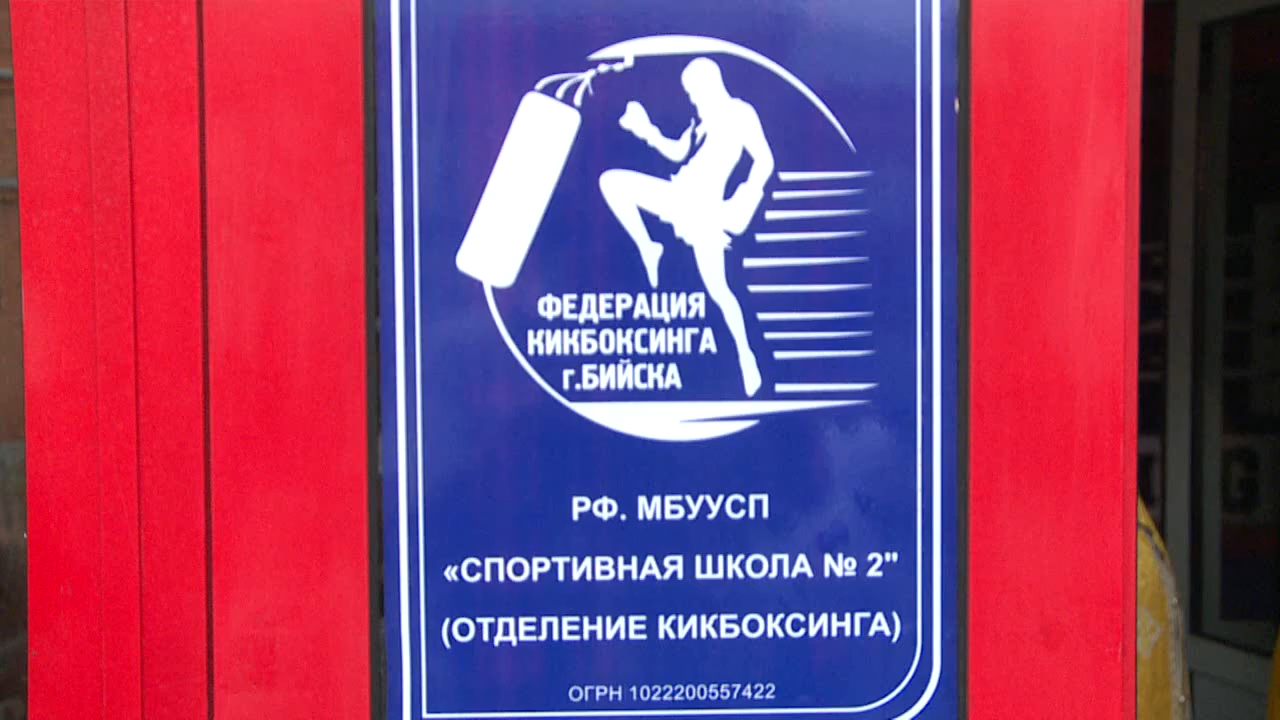 ФЕДЕРАЦИЯ
КИКБОКСИНГА
г.БИЙСКА
РФ. МБУУСП
«СПОРТИВНАЯ ШКОЛА № 2"
(ОТДЕЛЕНИЕ КИКБОКСИНГА)
ОГРН 1022200557422